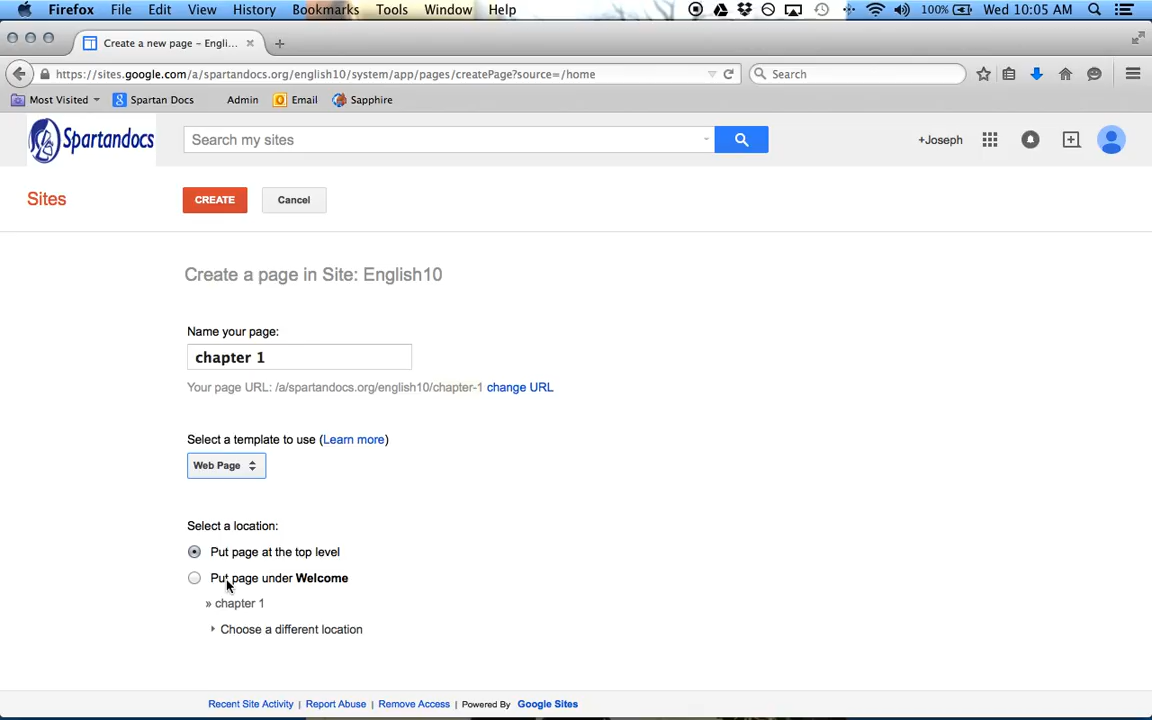 Firefox File Edit View History Bookmarks Tools Window Help 100% Wed 10:05 AM
Create a new page – Engli...
https://sites.google.com/a/spartandocs.org/english10/system/app/pages/createPage?source=/home Search
Most Visited Spartan Docs Admin Email Sapphire
Spartandocs Search my sites +Joseph
Sites CREATE Cancel
Create a page in Site: English10
Name your page:
chapter 1
Your page URL: /a/spartandocs.org/english10/chapter-1 change URL
Select a template to use (Learn more)
Web Page
Select a location:
Put page at the top level
Put page under Welcome
» chapter 1
Choose a different location
Recent Site Activity | Report Abuse | Remove Access | Powered By Google Sites